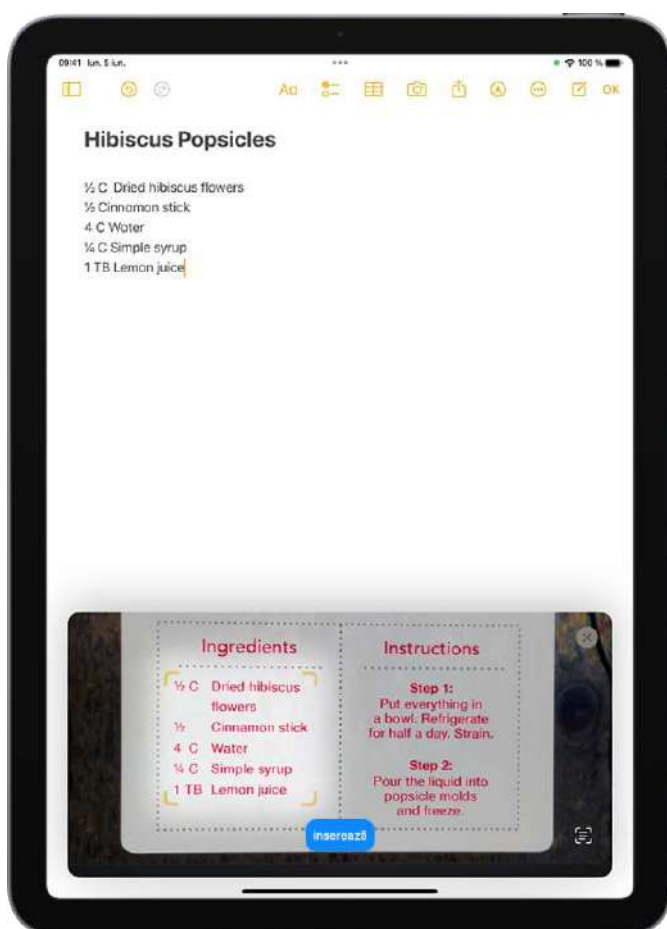 09:41 lun. 5 iun.
100 %
Aa
OK
Hibiscus Popsicles
½ C Dried hibiscus flowers
½ Cinnamon stick
4 C Water
¼ C Simple syrup
1 TB Lemon juice
Ingredients
½ C Dried hibiscus
flowers
½ Cinnamon stick
4 C Water
¼ C Simple syrup
1 TB Lemon juice
Instructions
Step 1:
Put everything in
a bowl. Refrigerate
for half a day. Strain.
Step 2:
Pour the liquid into
popsicle molds
and freeze.
inserează